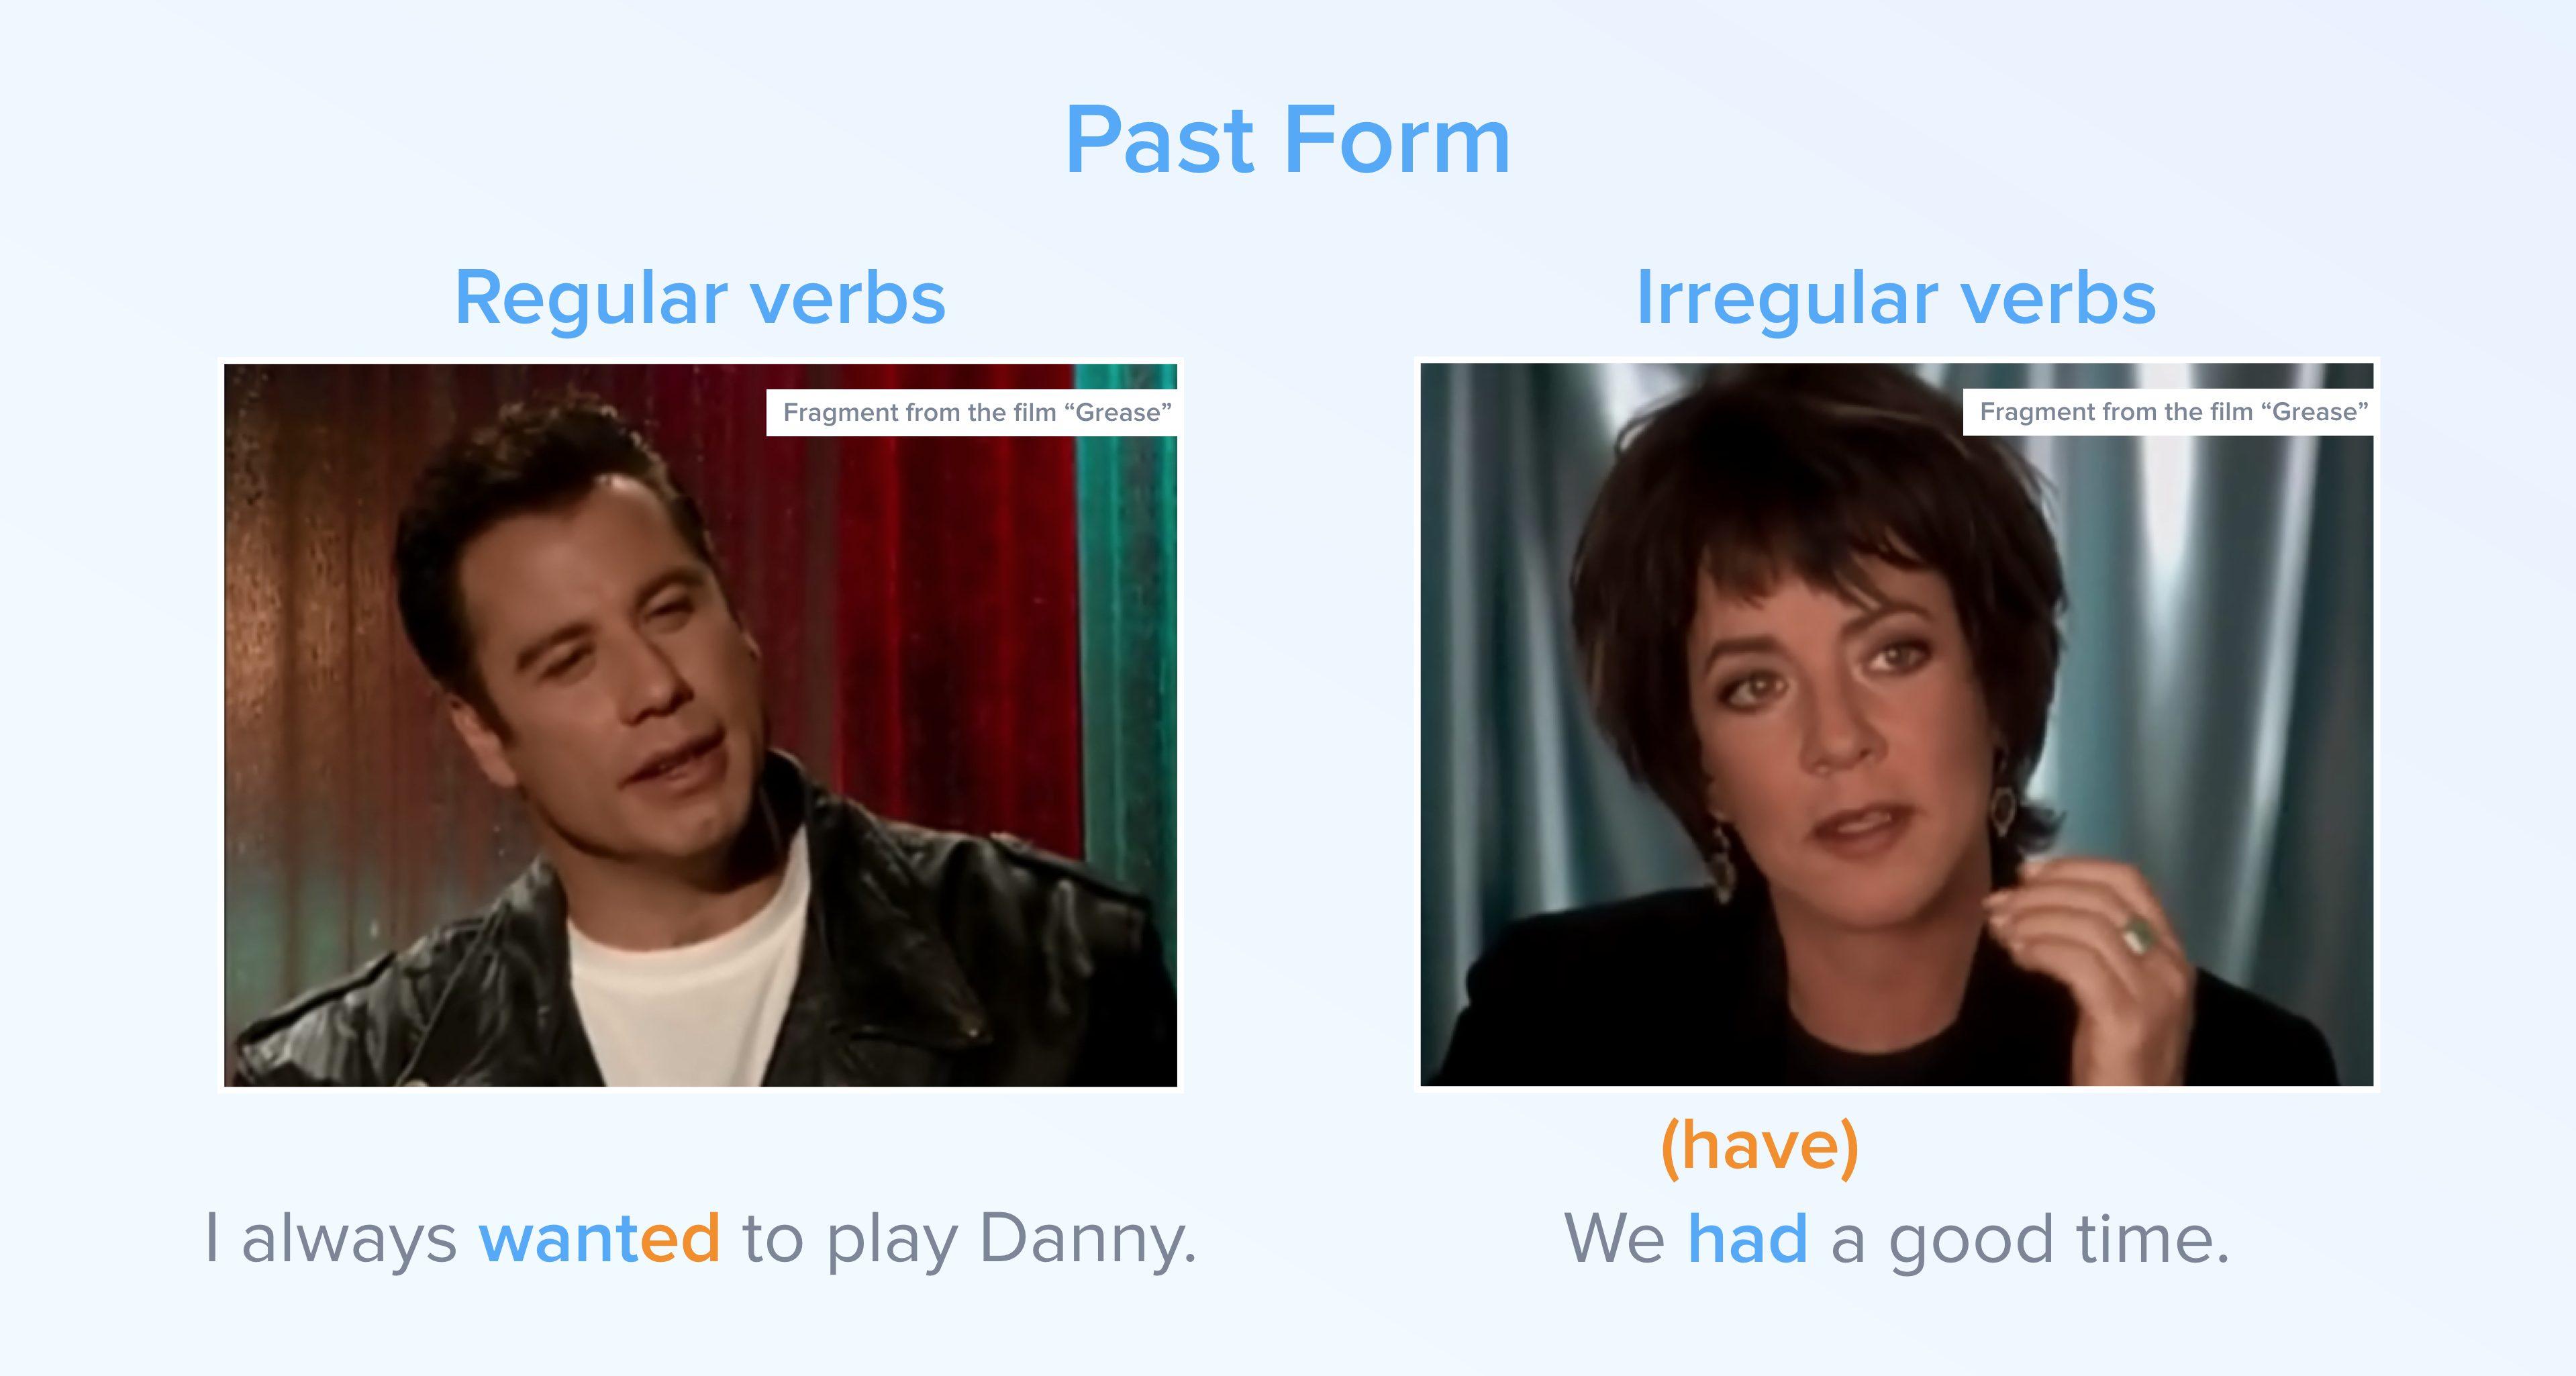 Past Form
Regular verbs
Fragment from the film “Grease”
I always wanted to play Danny.
Irregular verbs
Fragment from the film “Grease”
(have)
We had a good time.